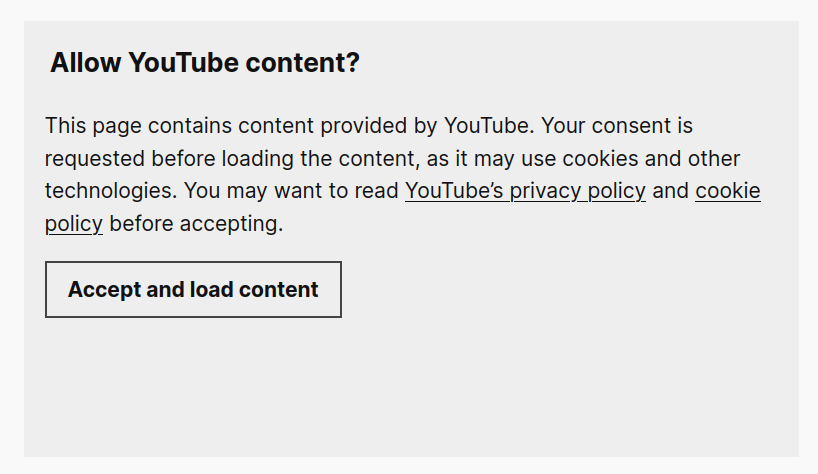 Allow YouTube content?
This page contains content provided by YouTube. Your consent is
requested before loading the content, as it may use cookies and other
technologies. You may want to read YouTube’s privacy policy and cookie
policy before accepting.
Accept and load content